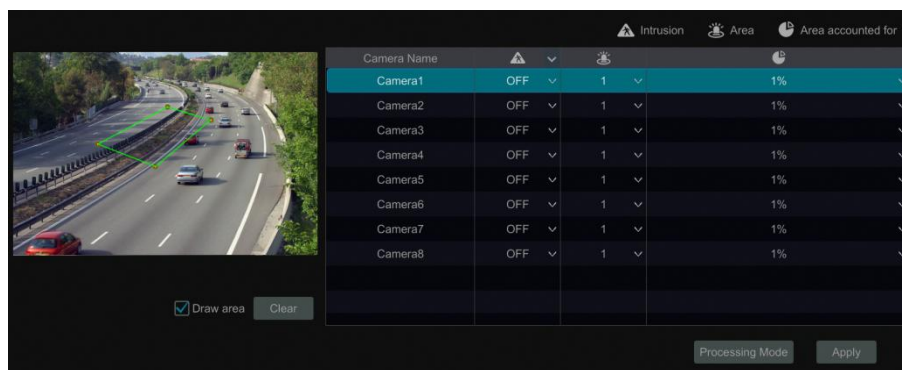 Intrusion Area Area accounted for
Camera Name
Camera1 OFF 1 1%
Camera2 OFF 1 1%
Camera3 OFF 1 1%
Camera4 OFF 1 1%
Camera5 OFF 1 1%
Camera6 OFF 1 1%
Camera7 OFF 1 1%
Camera8 OFF 1 1%
Draw area Clear
Processing Mode Apply